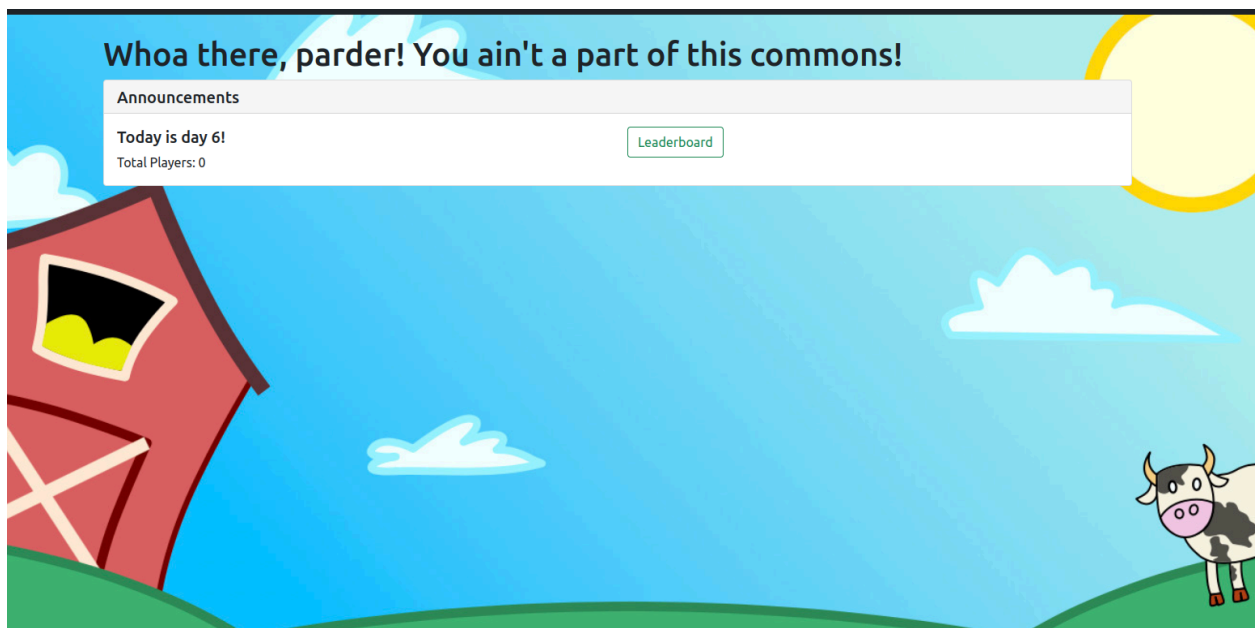 Whoa there, parder! You ain't a part of this commons!
Announcements
Today is day 6!
Leaderboard
Total Players: 0